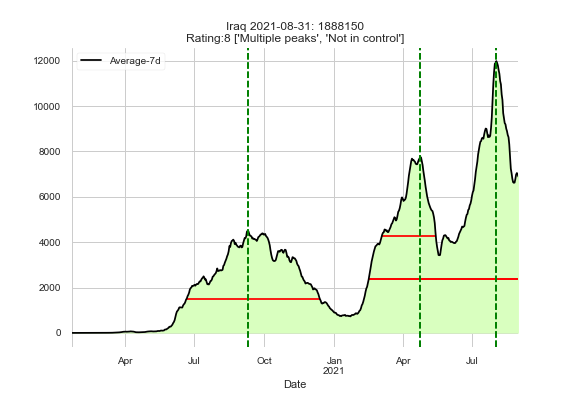 Iraq 2021-08-31: 1888150
Rating:8 ['Multiple peaks', 'Not in control']
Average-7d
12000
10000
8000
6000
4000
2000
0
Apr Jul Oct Jan Apr Jul
2021
Date